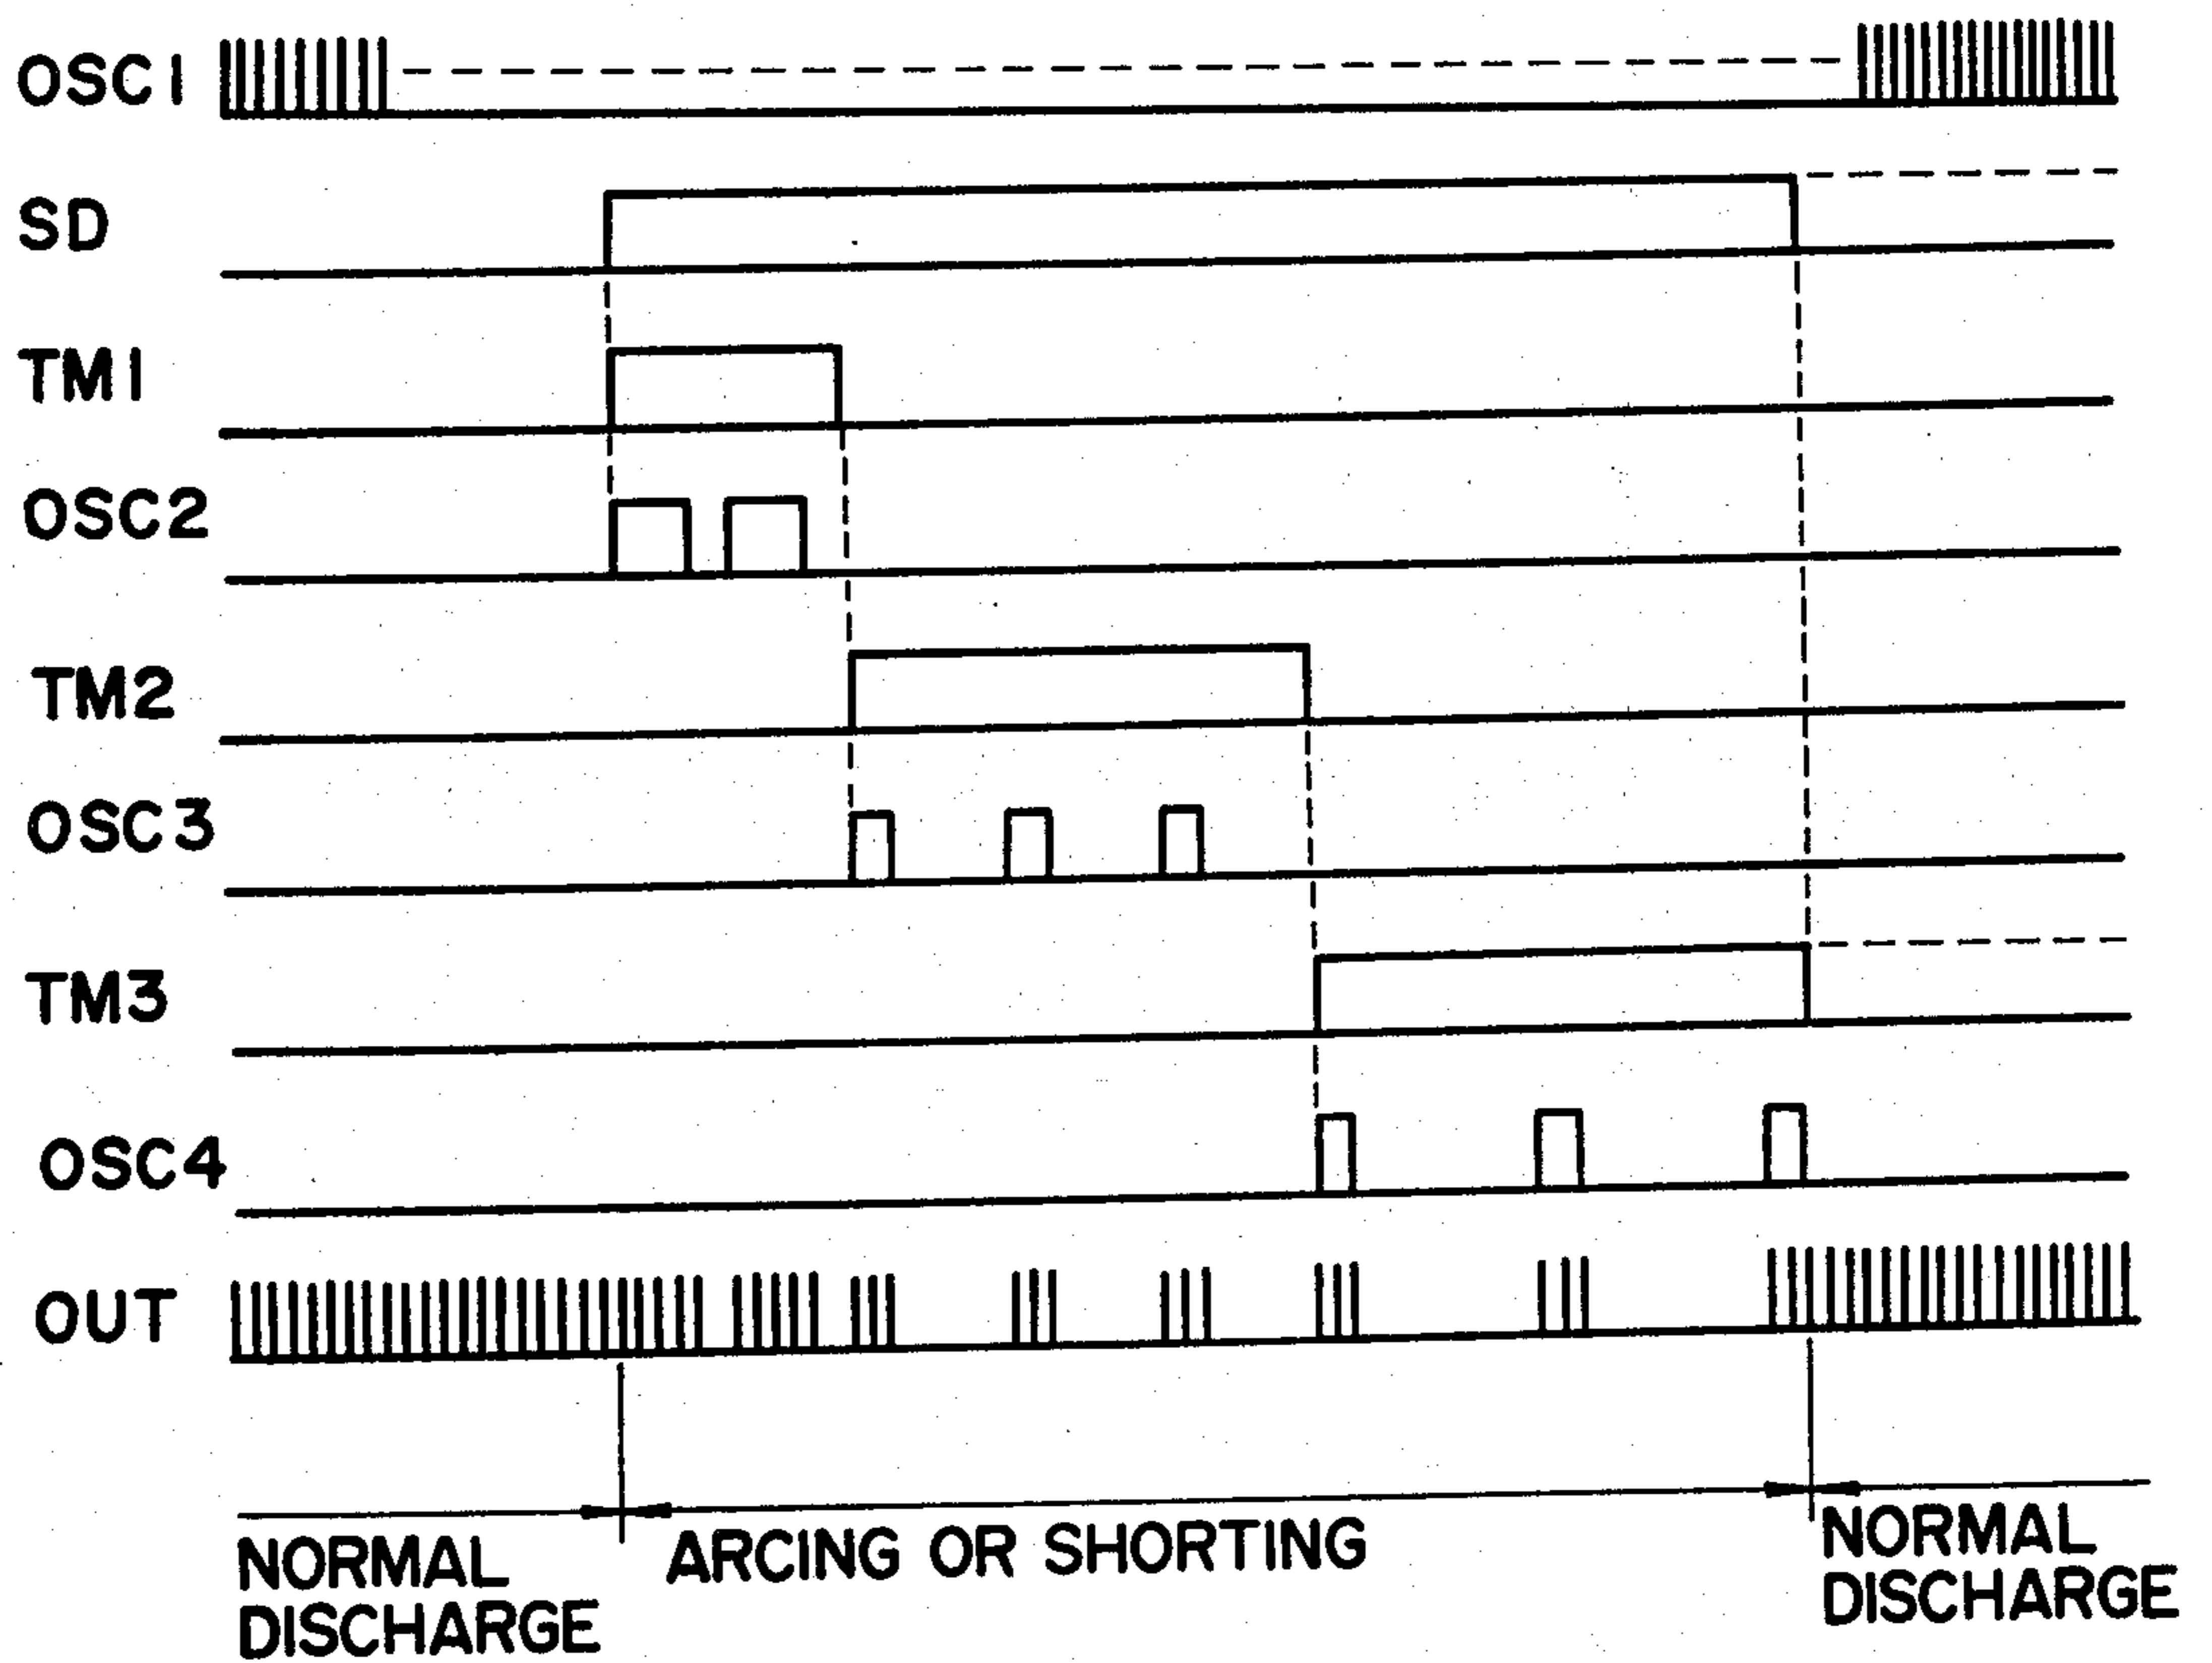 OSC1
SD
TM1
OSC2
TM2
OSC3
TM3
OSC4
OUT
NORMAL
DISCHARGE
ARCING OR SHORTING
NORMAL
DISCHARGE